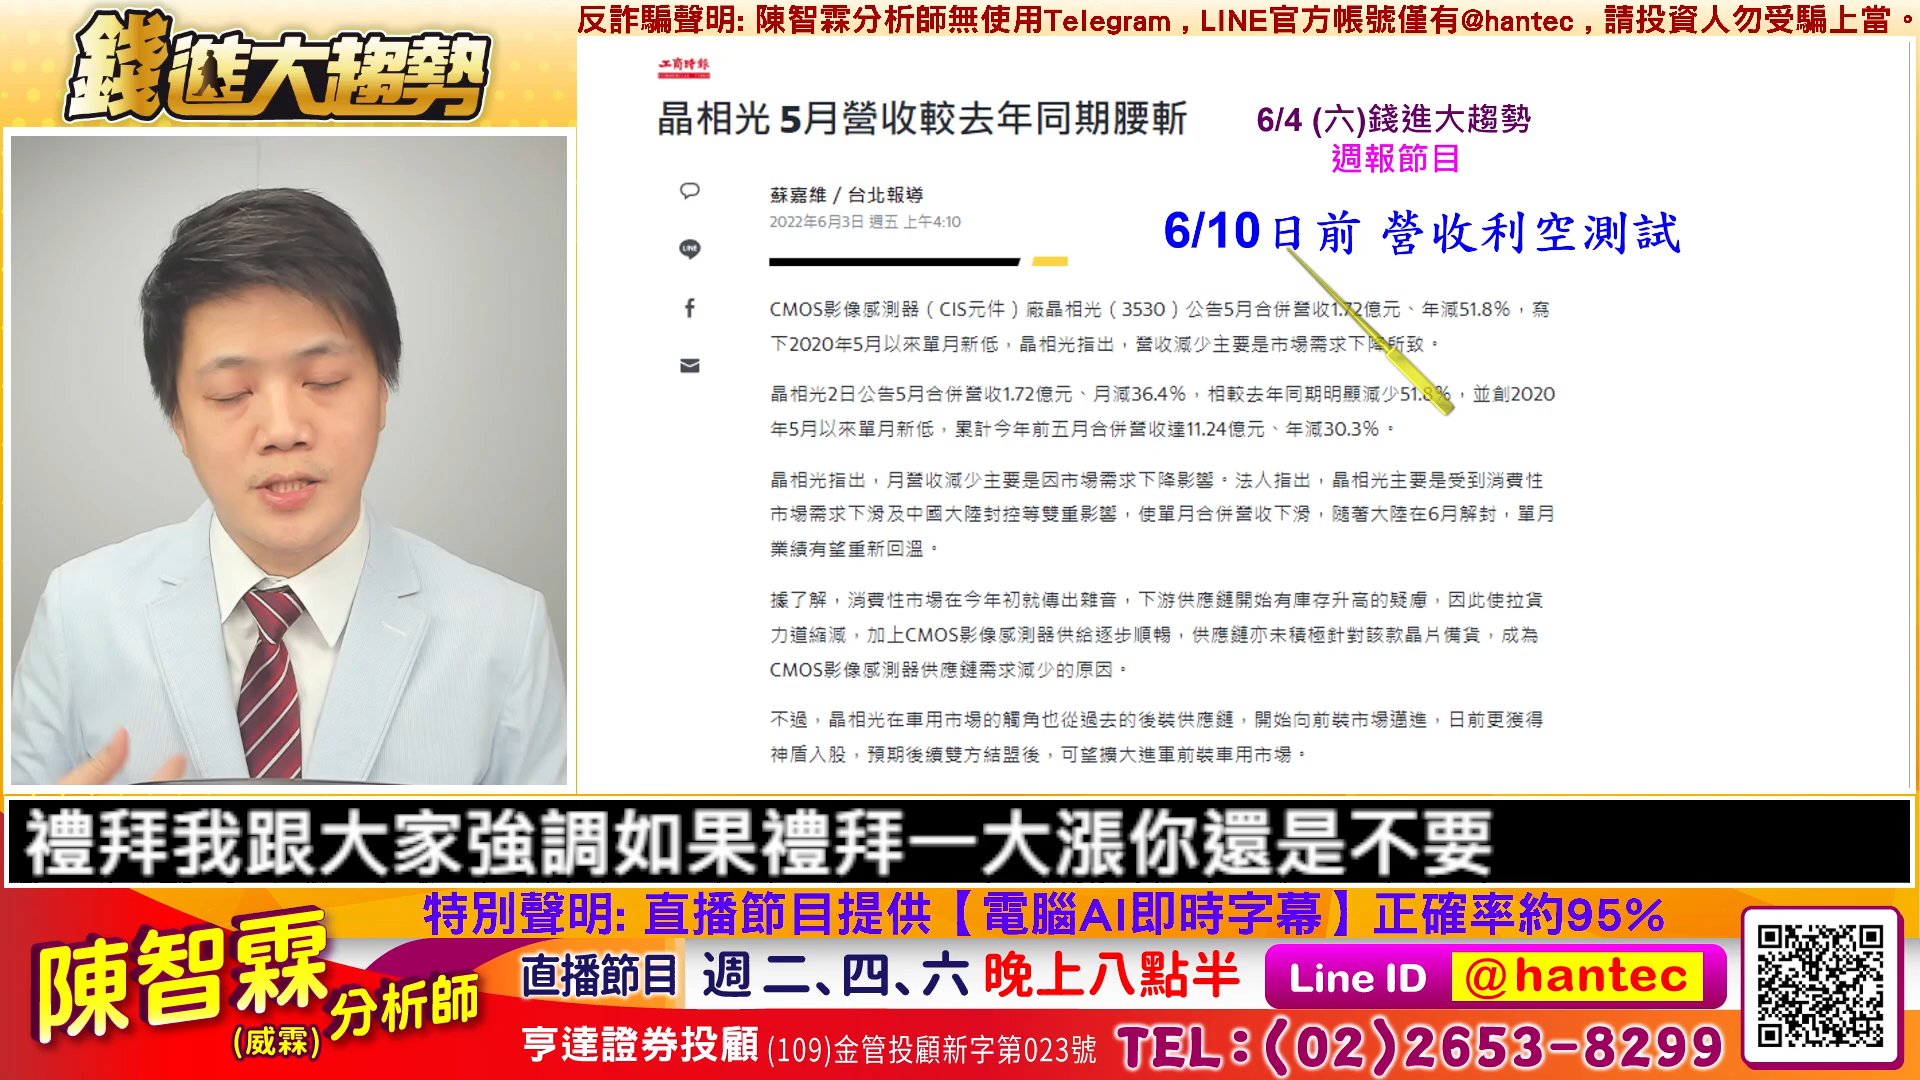 錢進大趨勢
反詐騙聲明: 陳智霖分析師無使用Telegram , LINE官方帳號僅有@hantec , 請投資人勿受騙上當。
工商時報
晶相光 5月營收較去年同期腰斬
6/4 (六)錢進大趨勢
週報節目
蘇嘉維 / 台北報導
2022年6月3日 週五 上午4:10
6/10日前 營收利空測試
LINE
CMOS影像感測器（CIS元件）廠晶相光（3530）公告5月合併營收1.72億元、年減51.8%，寫
下2020年5月以來單月新低，晶相光指出，營收減少主要是市場需求下降所致。
晶相光2日公告5月合併營收1.72億元、月減36.4%，相較去年同期明顯減少51.8%，並創2020
年5月以來單月新低，累計今年前五月合併營收達11.24億元、年減30.3%。
晶相光指出，月營收減少主要是因市場需求下降影響。法人指出，晶相光主要是受到消費性
市場需求下滑及中國大陸封控等雙重影響，使單月合併營收下滑，隨著大陸在6月解封，單月
業績有望重新回溫。
據了解，消費性市場在今年初就傳出雜音，下游供應鏈開始有庫存升高的疑慮，因此使拉貨
力道縮減，加上CMOS影像感測器供給逐步順暢，供應鏈亦未積極針對該款晶片備貨，成為
CMOS影像感測器供應鏈需求減少的原因。
不過，晶相光在車用市場的觸角也從過去的後裝供應鏈，開始向前裝市場邁進，日前更獲得
神盾入股，預期後續雙方結盟後，可望擴大進軍前裝車用市場。
禮拜我跟大家強調如果禮拜一大漲你還是不要
特別聲明: 直播節目提供【電腦AI即時字幕】正確率約95%
陳智霖分析師
(威霖)
直播節目 週二、四、六 晚上八點半
Line ID @hantec
亨達證券投顧 (109)金管投顧新字第023號 TEL:(02)2653-8299